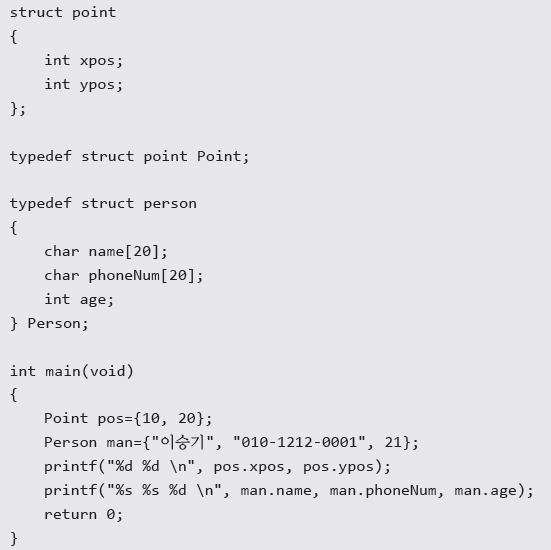 struct point
{
    int xpos;
    int ypos;
};

typedef struct point Point;

typedef struct person
{
    char name[20];
    char phoneNum[20];
    int age;
} Person;

int main(void)
{
    Point pos={10, 20};
    Person man={"이승기", "010-1212-0001", 21};
    printf("%d %d \n", pos.xpos, pos.ypos);
    printf("%s %s %d \n", man.name, man.phoneNum, man.age);
    return 0;
}